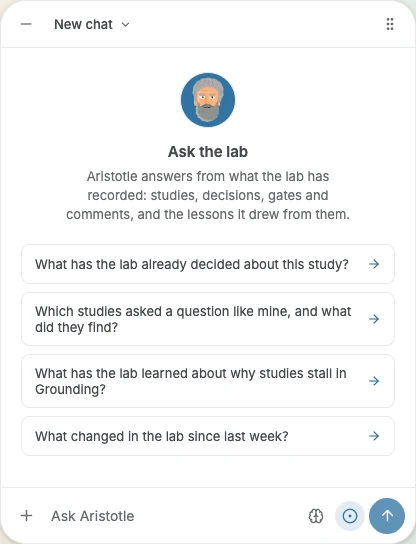 New chat
Ask the lab
Aristotle answers from what the lab has
recorded: studies, decisions, gates and
comments, and the lessons it drew from them.
What has the lab already decided about this study?
Which studies asked a question like mine, and what
did they find?
What has the lab learned about why studies stall in
Grounding?
What changed in the lab since last week?
Ask Aristotle